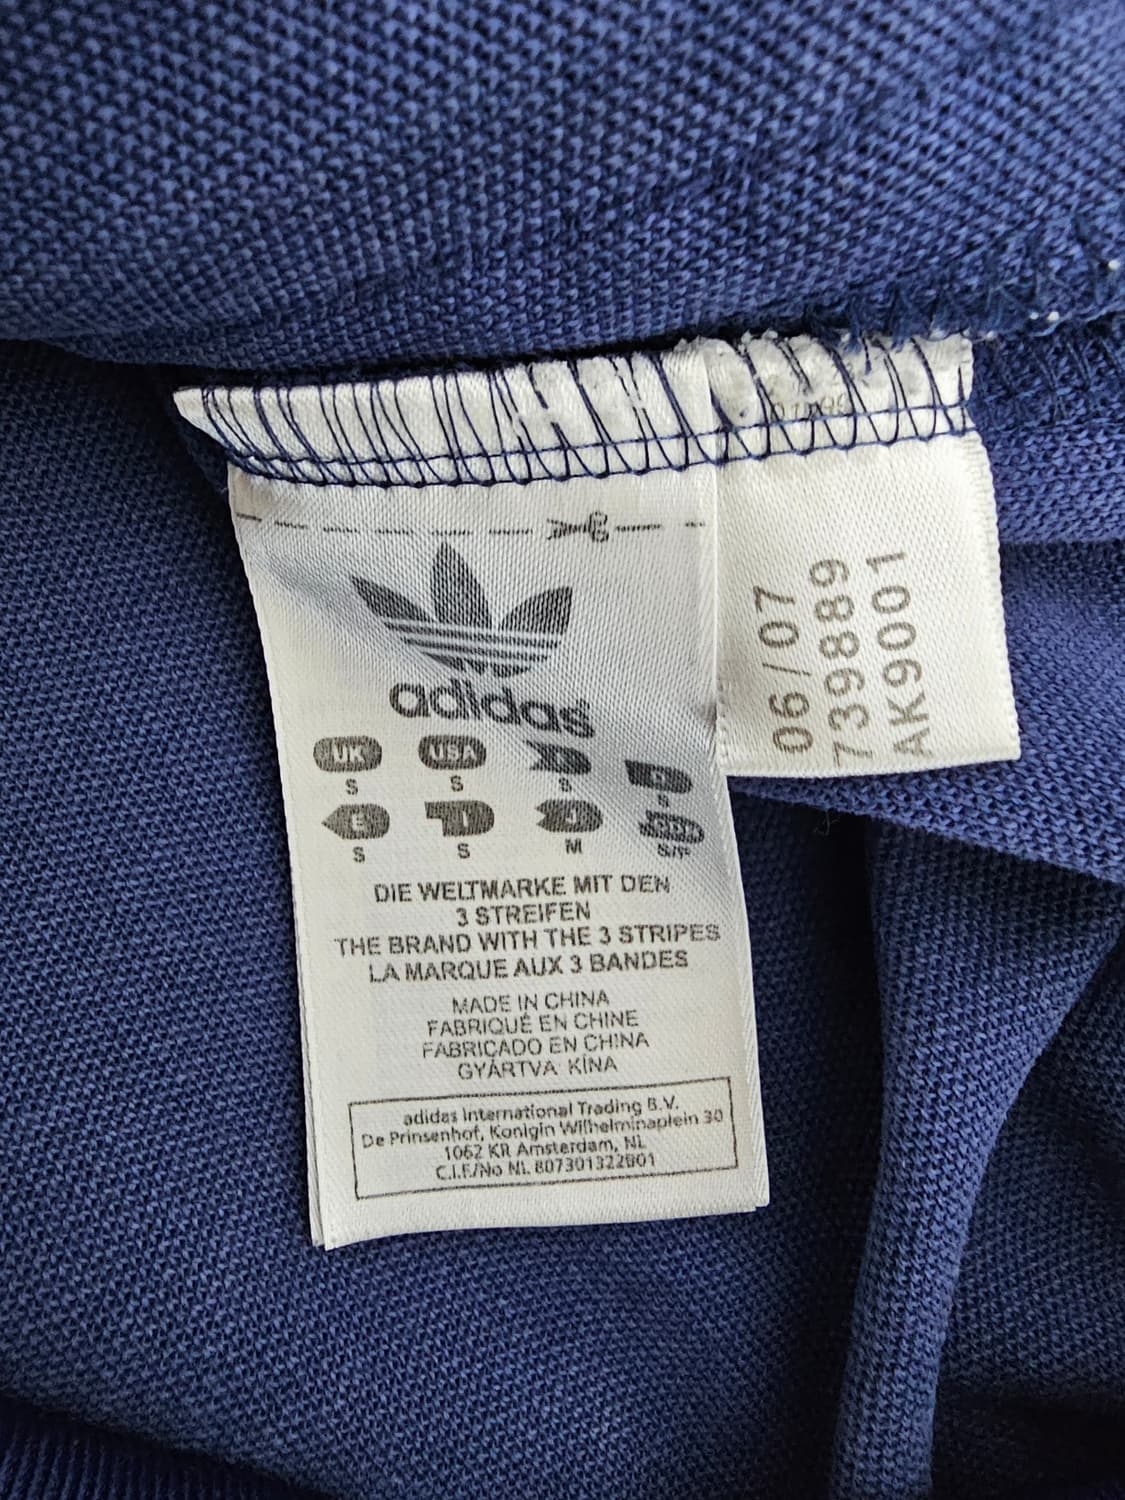 adidas
UK USA D F
S S S
E I J
S S M
DIE WELTMARKE MIT DEN
3 STREIFEN
THE BRAND WITH THE 3 STRIPES
LA MARQUE AUX 3 BANDES
MADE IN CHINA
FABRIQUÉ EN CHINE
FABRICADO EN CHINA
GYÁRTVA KÍNA
adidas International Trading B.V.
De Prinsenhof, Konigin Wilhelminaplein 30
1062 KR Amsterdam, NL
C.I.F./No NL 807301322B01
06/07
739889
AK9001